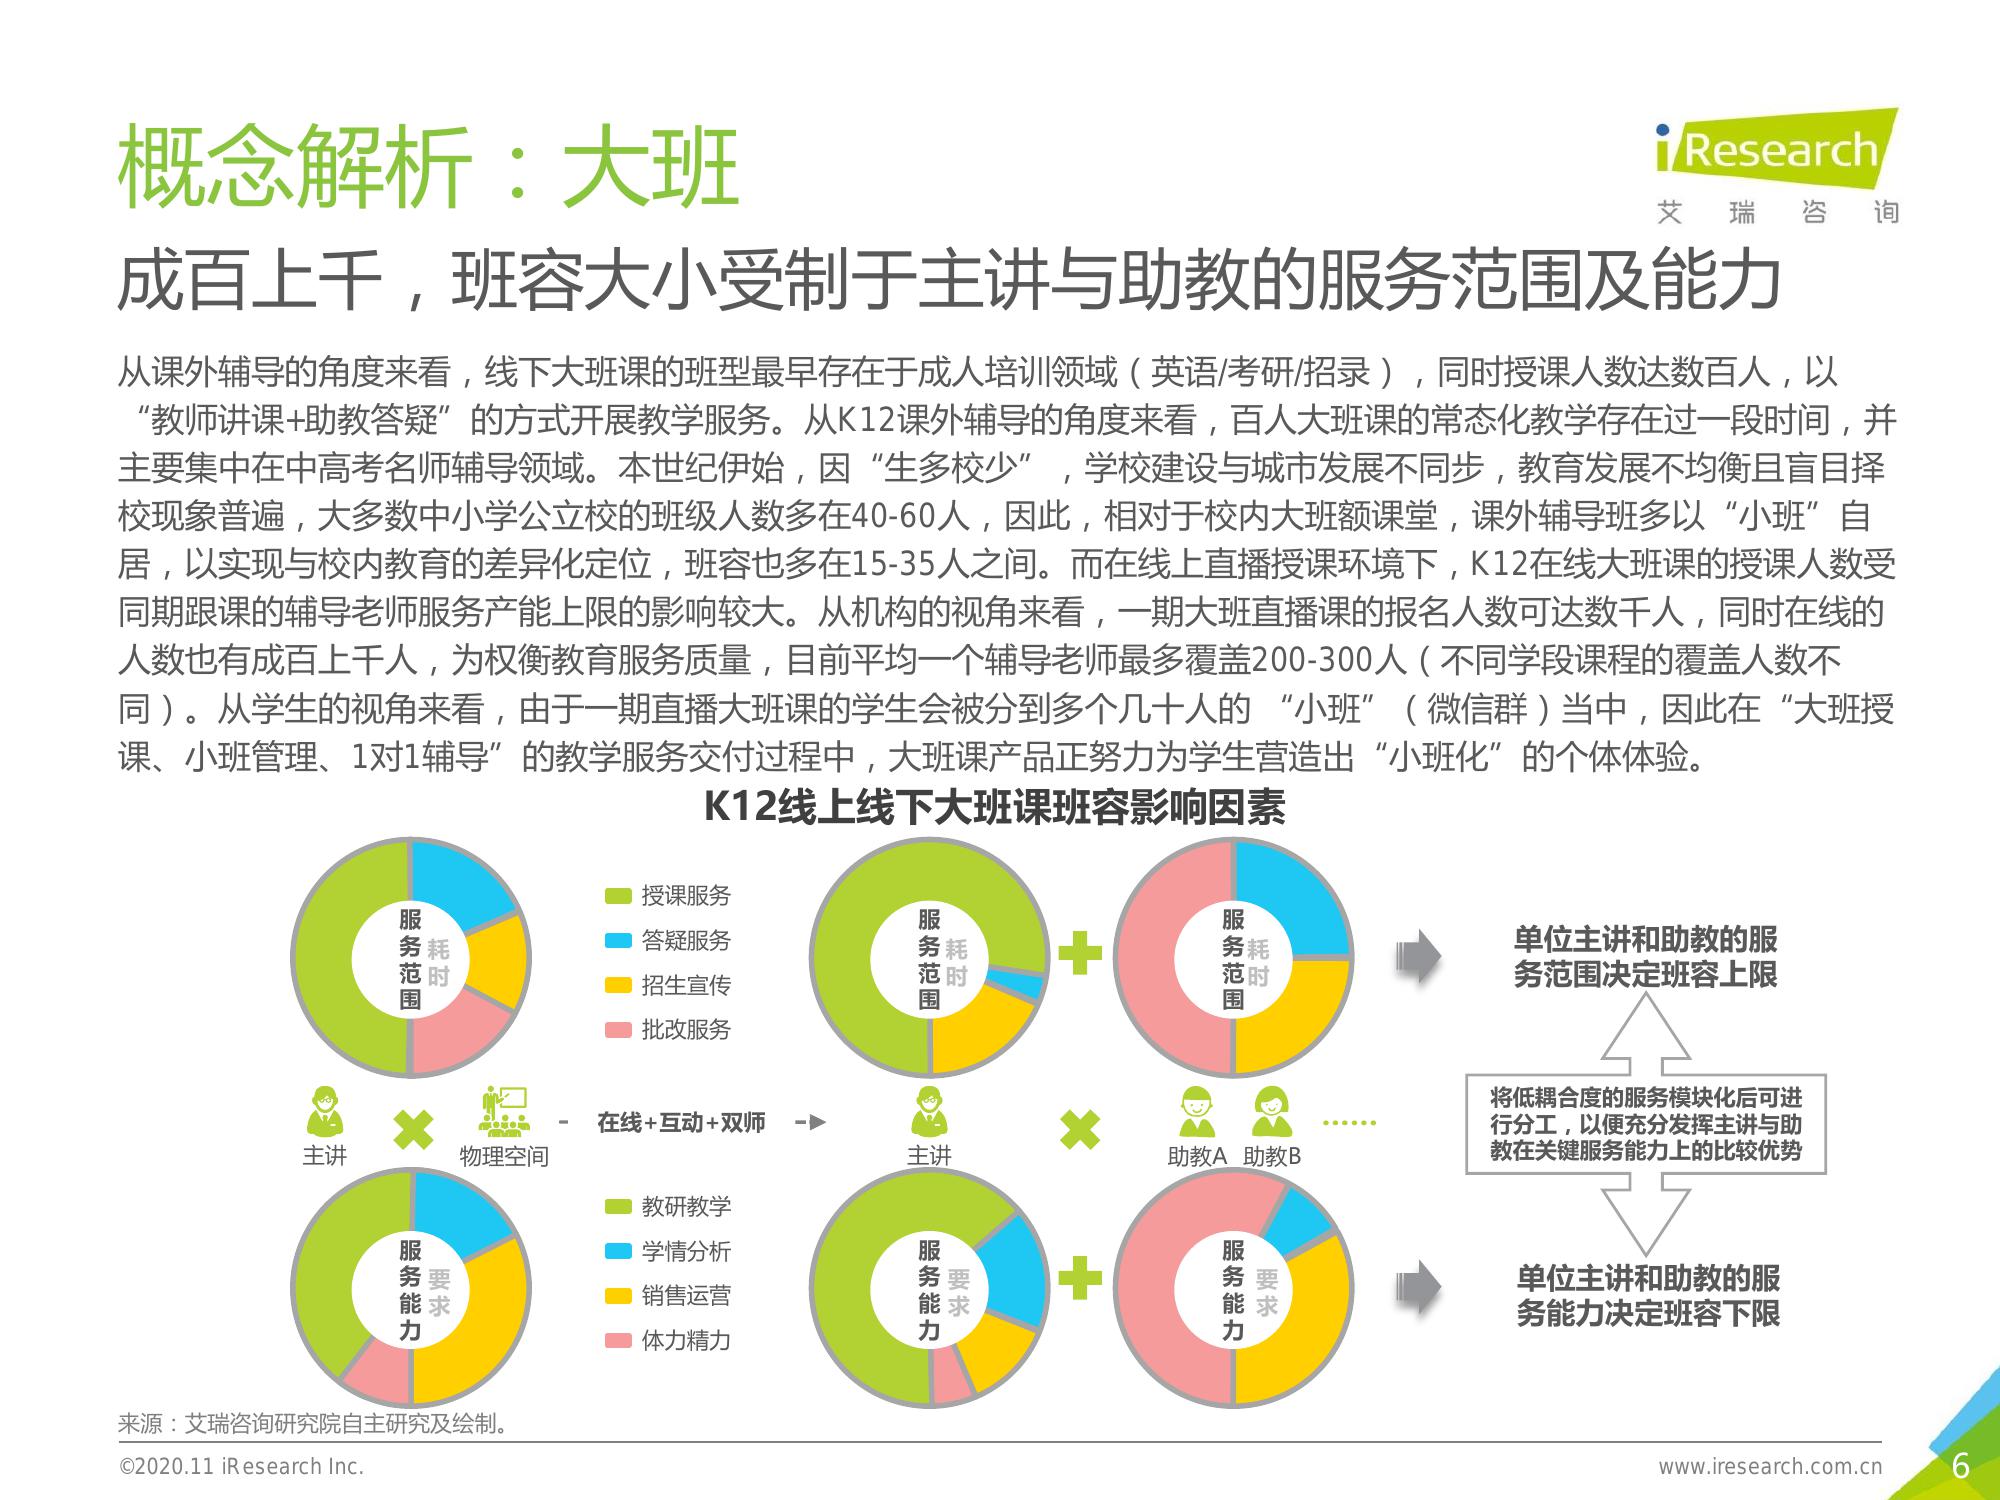 概念解析：大班
iResearch
艾瑞咨询
成百上千，班容大小受制于主讲与助教的服务范围及能力
从课外辅导的角度来看，线下大班课的班型最早存在于成人培训领域（英语/考研/招录），同时授课人数达数百人，以
“教师讲课+助教答疑”的方式开展教学服务。从K12课外辅导的角度来看，百人大班课的常态化教学存在过一段时间，并
主要集中在中高考名师辅导领域。本世纪伊始，因“生多校少”，学校建设与城市发展不同步，教育发展不均衡且盲目择
校现象普遍，大多数中小学公立校的班级人数多在40-60人，因此，相对于校内大班额课堂，课外辅导班多以“小班”自
居，以实现与校内教育的差异化定位，班容也多在15-35人之间。而在线上直播授课环境下，K12在线大班课的授课人数受
同期跟课的辅导老师服务产能上限的影响较大。从机构的视角来看，一期大班直播课的报名人数可达数千人，同时在线的
人数也有成百上千人，为权衡教育服务质量，目前平均一个辅导老师最多覆盖200-300人（不同学段课程的覆盖人数不
同）。从学生的视角来看，由于一期直播大班课的学生会被分到多个几十人的“小班”（微信群）当中，因此在“大班授
课、小班管理、1对1辅导”的教学服务交付过程中，大班课产品正努力为学生营造出“小班化”的个体体验。
K12线上线下大班课班容影响因素
服务范围
耗时
授课服务
答疑服务
招生宣传
批改服务
服务范围
耗时
服务范围
耗时
单位主讲和助教的服
务范围决定班容上限
主讲
物理空间
在线+互动+双师
主讲
助教A
助教B
……
将低耦合度的服务模块化后可进
行分工，以便充分发挥主讲与助
教在关键服务能力上的比较优势
服务能力
要求
教研教学
学情分析
销售运营
体力精力
服务能力
要求
服务能力
要求
单位主讲和助教的服
务能力决定班容下限
来源：艾瑞咨询研究院自主研究及绘制。
©2020.11 iResearch Inc.
www.iresearch.com.cn
6